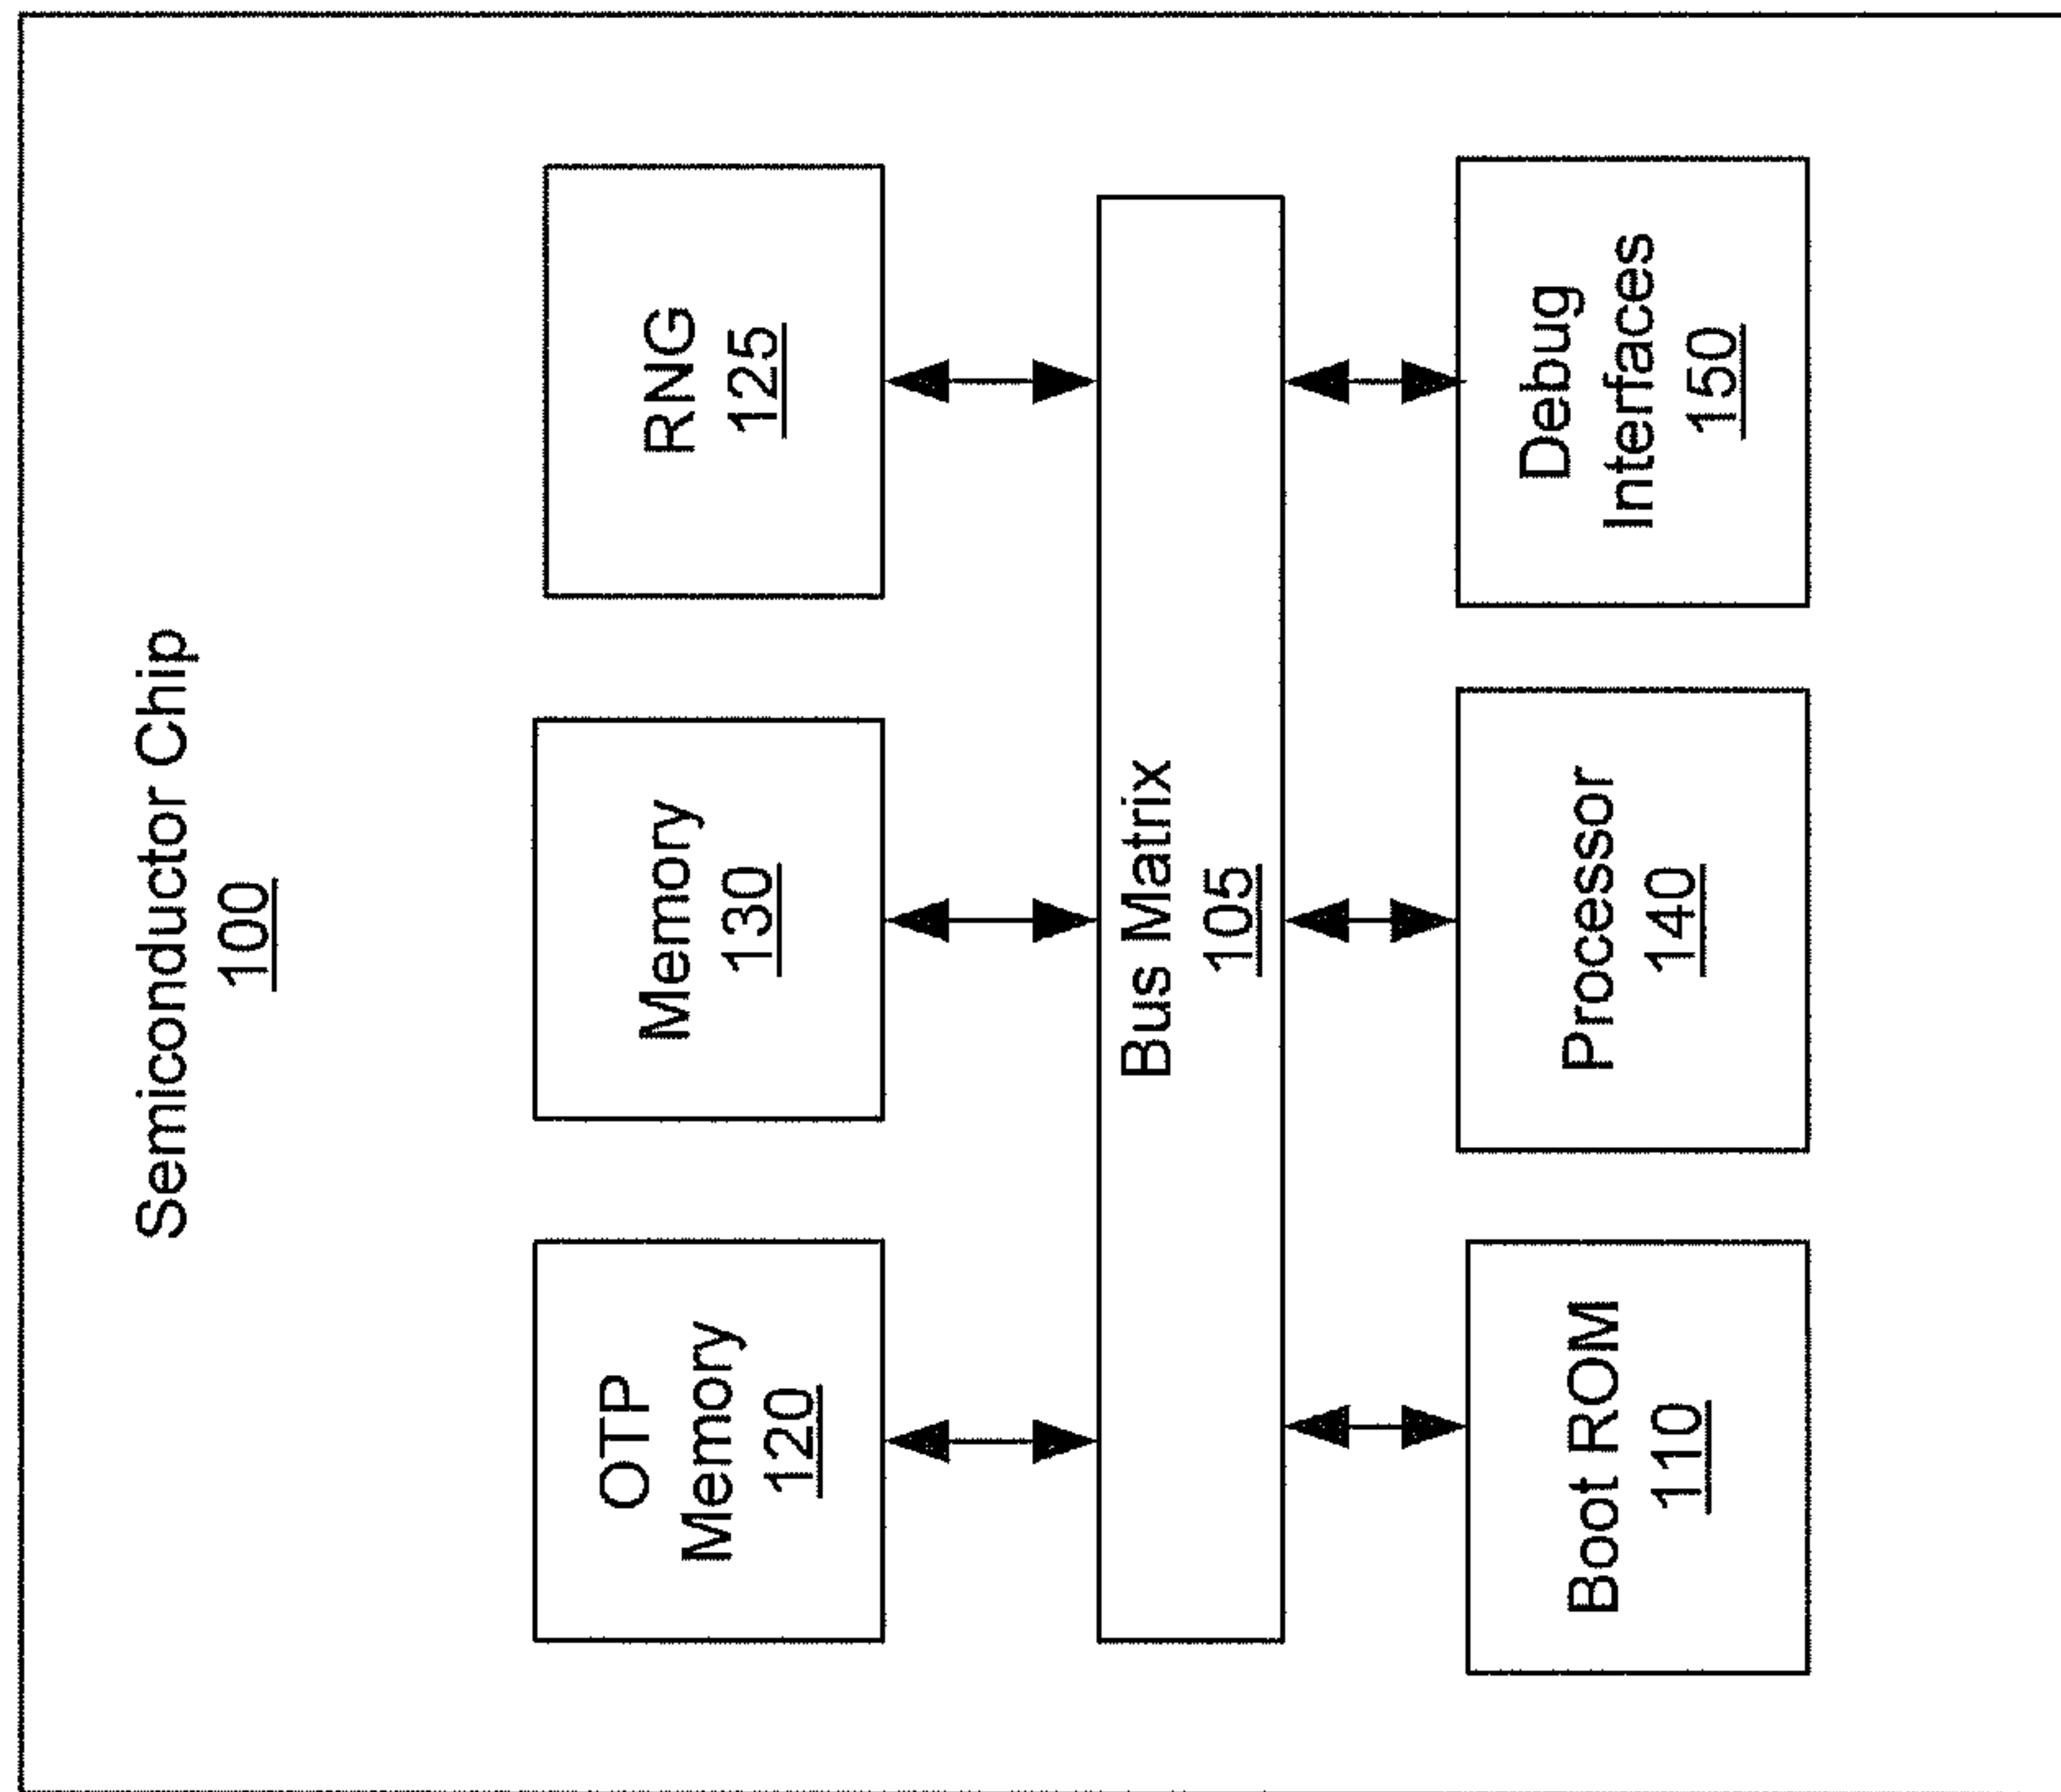 Semiconductor Chip
100
OTP
Memory
120
Memory
130
RNG
125
Bus Matrix
105
Boot ROM
110
Processor
140
Debug
Interfaces
150